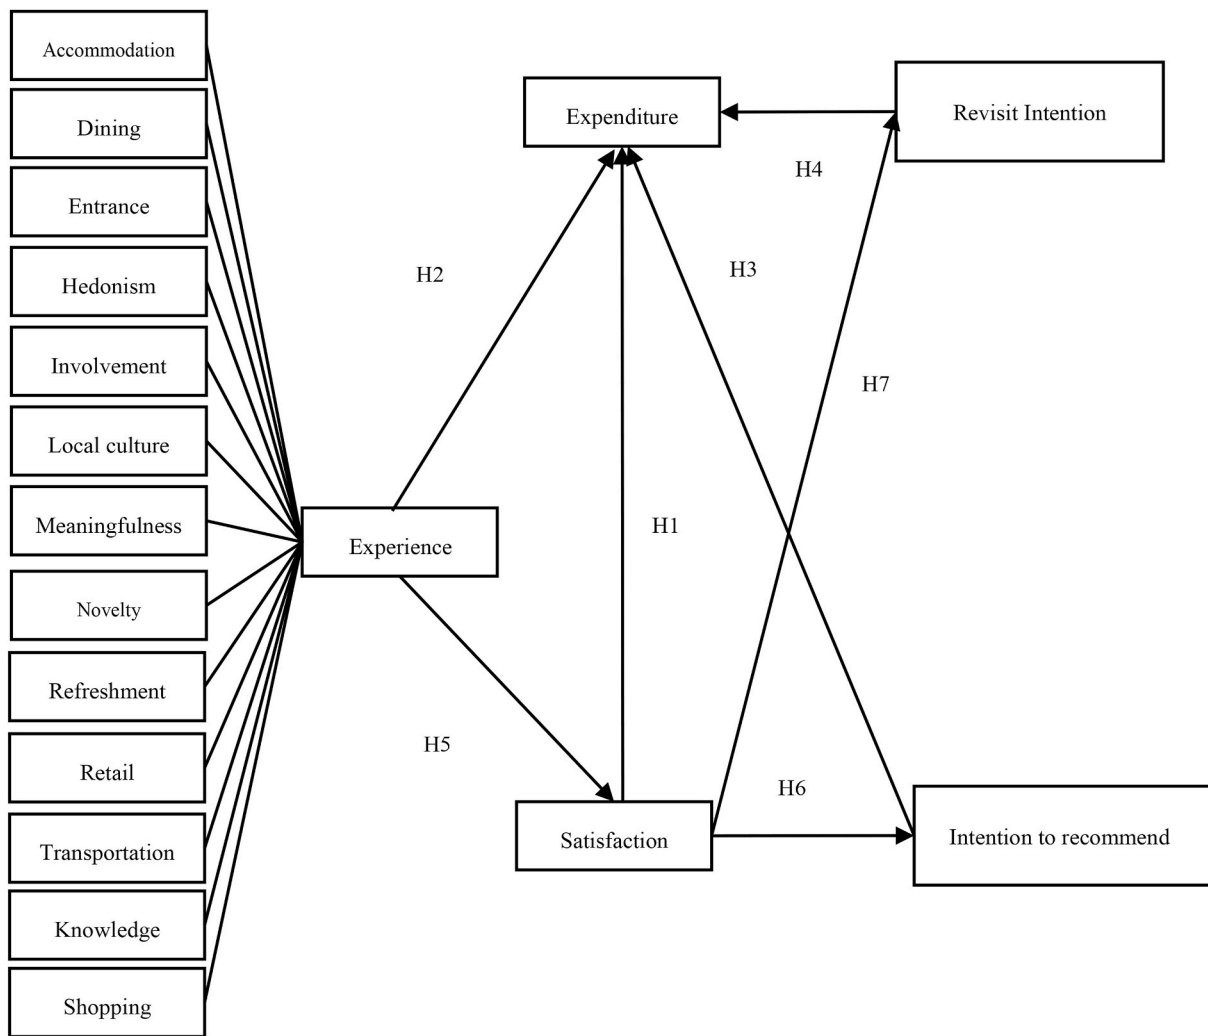 Accommodation
Dining
Entrance
Hedonism
Involvement
Local culture
Meaningfulness
Novelty
Refreshment
Retail
Transportation
Knowledge
Shopping
Experience
Expenditure
Revisit Intention
H4
H2
H3
H7
H1
H5
H6
Satisfaction
Intention to recommend